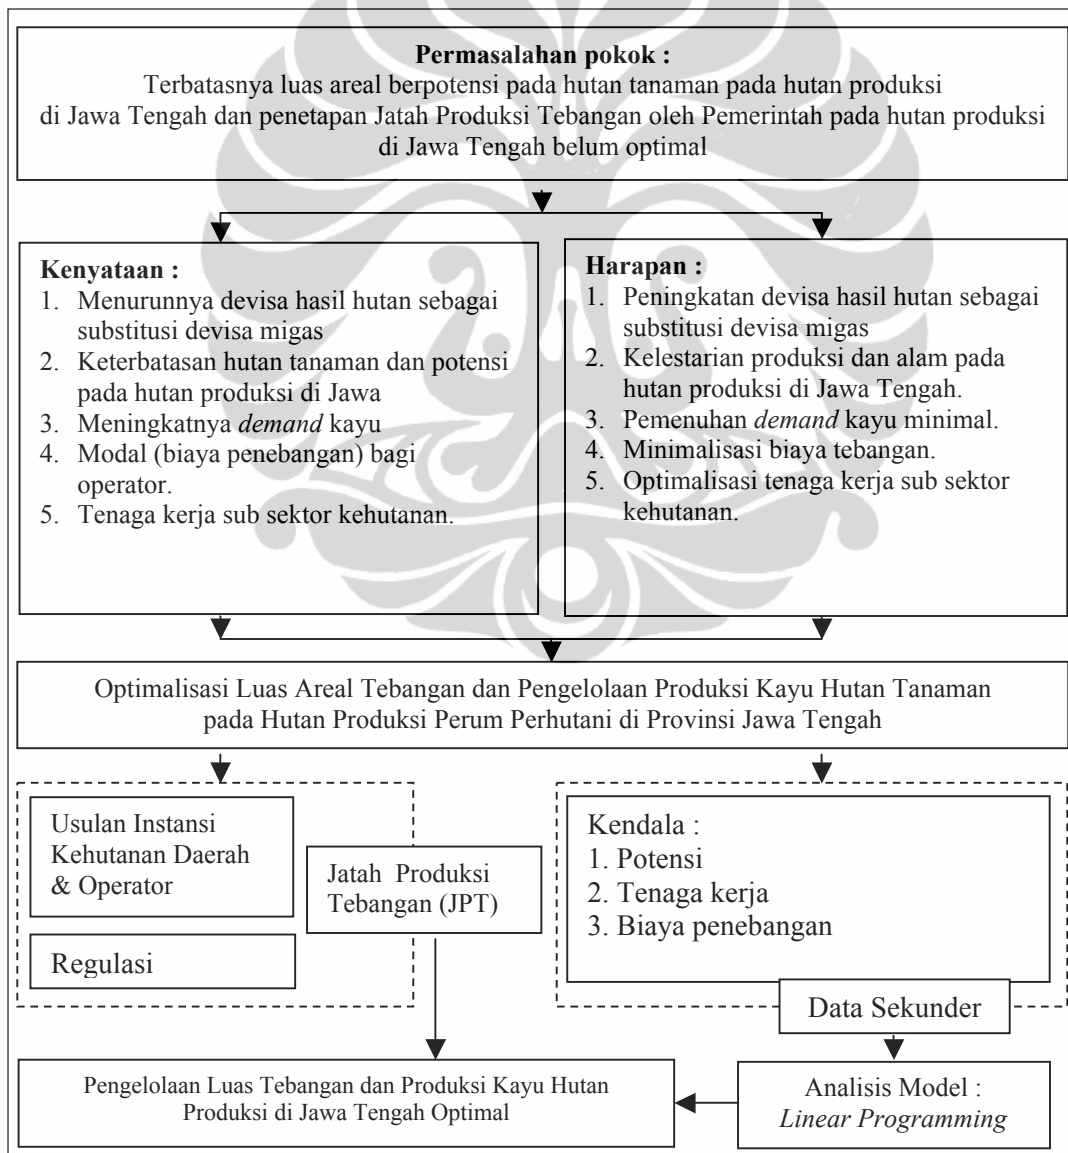 Permasalahan pokok :
Terbatasnya luas areal berpotensi pada hutan tanaman pada hutan produksi
di Jawa Tengah dan penetapan Jatah Produksi Tebangan oleh Pemerintah pada hutan produksi
di Jawa Tengah belum optimal
Kenyataan :
1. Menurunnya devisa hasil hutan sebagai
substitusi devisa migas
2. Keterbatasan hutan tanaman dan potensi
pada hutan produksi di Jawa
3. Meningkatnya demand kayu
4. Modal (biaya penebangan) bagi
operator.
5. Tenaga kerja sub sektor kehutanan.
Harapan :
1. Peningkatan devisa hasil hutan sebagai
substitusi devisa migas
2. Kelestarian produksi dan alam pada
hutan produksi di Jawa Tengah.
3. Pemenuhan demand kayu minimal.
4. Minimalisasi biaya tebangan.
5. Optimalisasi tenaga kerja sub sektor
kehutanan.
Optimalisasi Luas Areal Tebangan dan Pengelolaan Produksi Kayu Hutan Tanaman
pada Hutan Produksi Perum Perhutani di Provinsi Jawa Tengah
Usulan Instansi
Kehutanan Daerah
& Operator
Regulasi
Jatah Produksi
Tebangan (JPT)
Kendala :
1. Potensi
2. Tenaga kerja
3. Biaya penebangan
Data Sekunder
Pengelolaan Luas Tebangan dan Produksi Kayu Hutan
Produksi di Jawa Tengah Optimal
Analisis Model :
Linear Programming